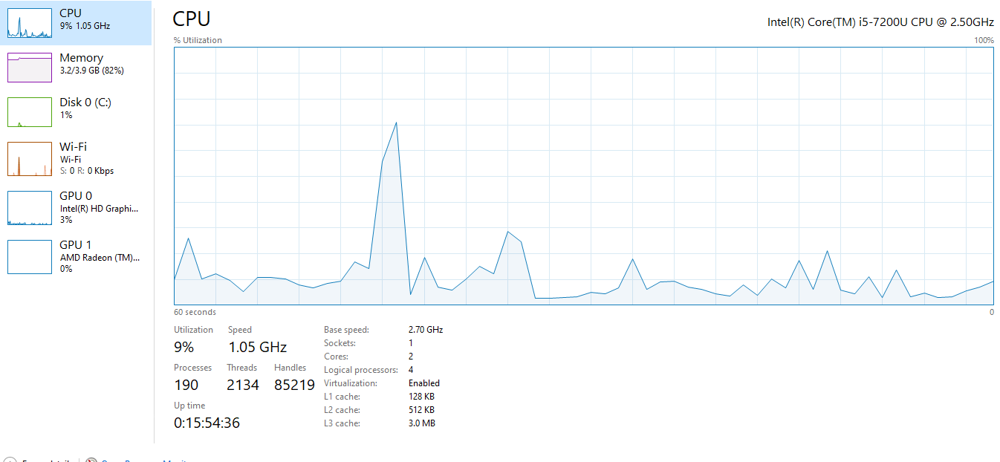 CPU
9% 1.05 GHz
Memory
3.2/3.9 GB (82%)
Disk 0 (C:)
1%
Wi-Fi
Wi-Fi
S: 0 R: 0 Kbps
GPU 0
Intel(R) HD Graphi...
3%
GPU 1
AMD Radeon (TM)...
0%
CPU
Intel(R) Core(TM) i5-7200U CPU @ 2.50GHz
% Utilization
100%
60 seconds
0
Utilization
Speed
9%
1.05 GHz
Processes
Threads
Handles
190
2134
85219
Up time
0:15:54:36
Base speed:
2.70 GHz
Sockets:
1
Cores:
2
Logical processors:
4
Virtualization:
Enabled
L1 cache:
128 KB
L2 cache:
512 KB
L3 cache:
3.0 MB